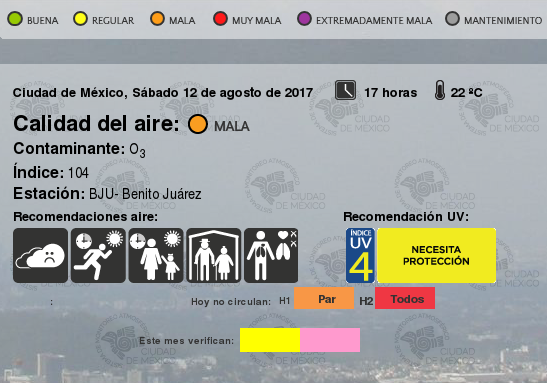 BUENA REGULAR MALA MUY MALA EXTREMADAMENTE MALA MANTENIMIENTO
Ciudad de México, Sábado 12 de agosto de 2017 17 horas 22 ºC
Calidad del aire: MALA
Contaminante: O3
Índice: 104
Estación: BJU- Benito Juárez
Recomendaciones aire: Recomendación UV:
ÍNDICE
UV
4
NECESITA
PROTECCIÓN
: Hoy no circulan: H1 Par H2 Todos
Este mes verifican:
CIUDAD
DE MÉXICO